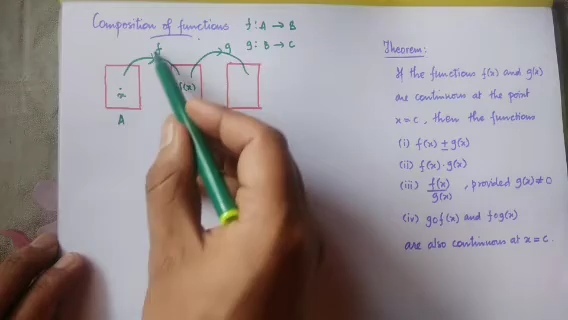 Composition of functions
f: A → B
g: B → C
f
g
x
f(x)
A
Theorem:
If the functions f(x) and g(x)
are continuous at the point
x=c, then the functions
(i) f(x) ± g(x)
(ii) f(x) · g(x)
(iii) f(x)/g(x), provided g(x)≠0
(iv) gof(x) and fog(x)
are also continuous at x=c.